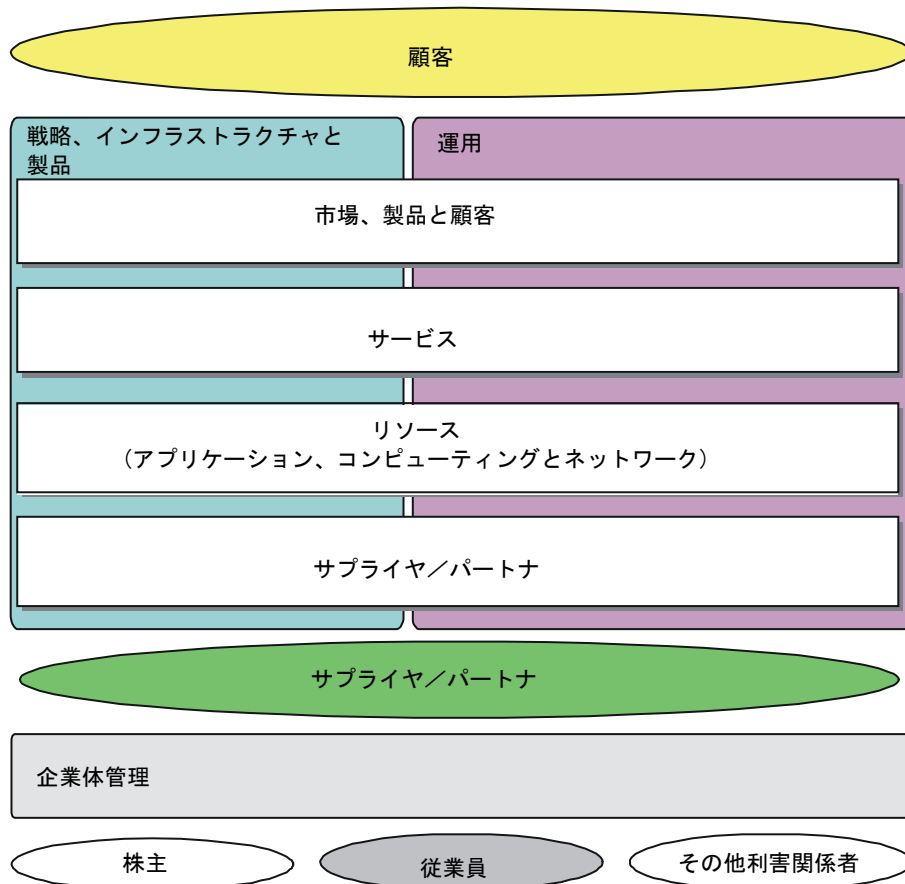 顧客
戦略、インフラストラクチャと
製品
運用
市場、製品と顧客
サービス
リソース
（アプリケーション、コンピューティングとネットワーク）
サプライヤ／パートナ
サプライヤ／パートナ
企業体管理
株主
従業員
その他利害関係者